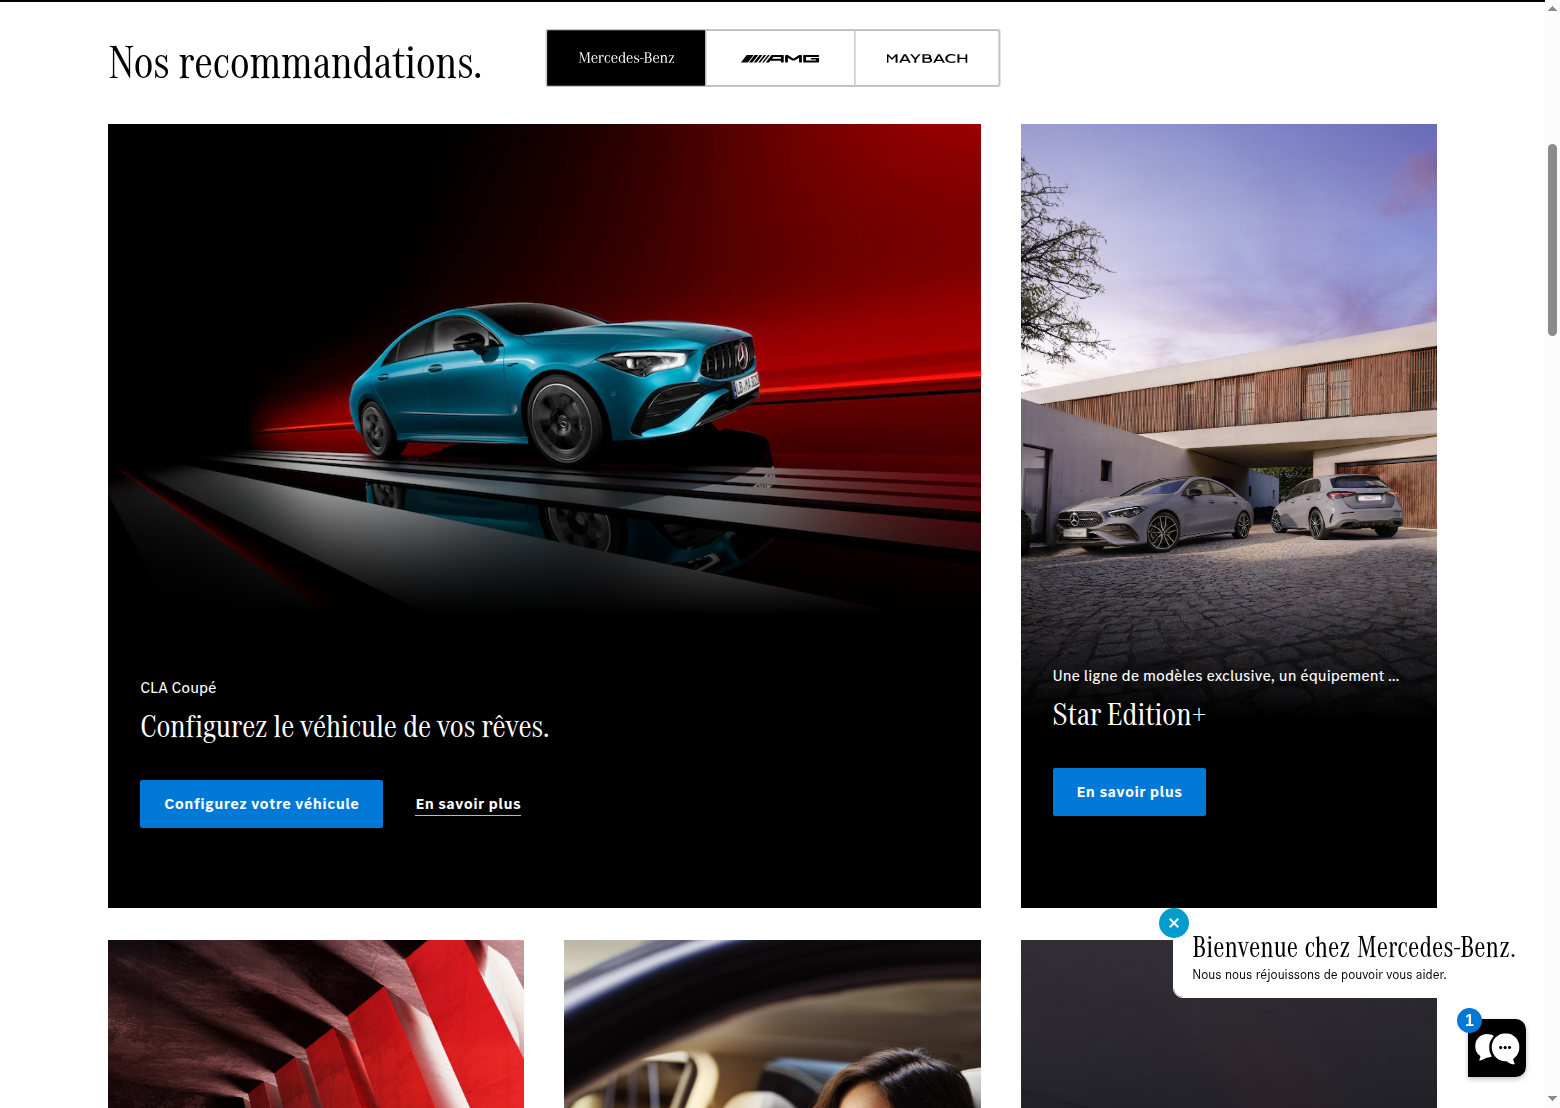 Nos recommandations.
Mercedes-Benz
AMG
MAYBACH
CLA Coupé
Configurez le véhicule de vos rêves.
Configurez votre véhicule
En savoir plus
Une ligne de modèles exclusive, un équipement ...
Star Edition+
En savoir plus
Bienvenue chez Mercedes-Benz.
Nous nous réjouissons de pouvoir vous aider.
1